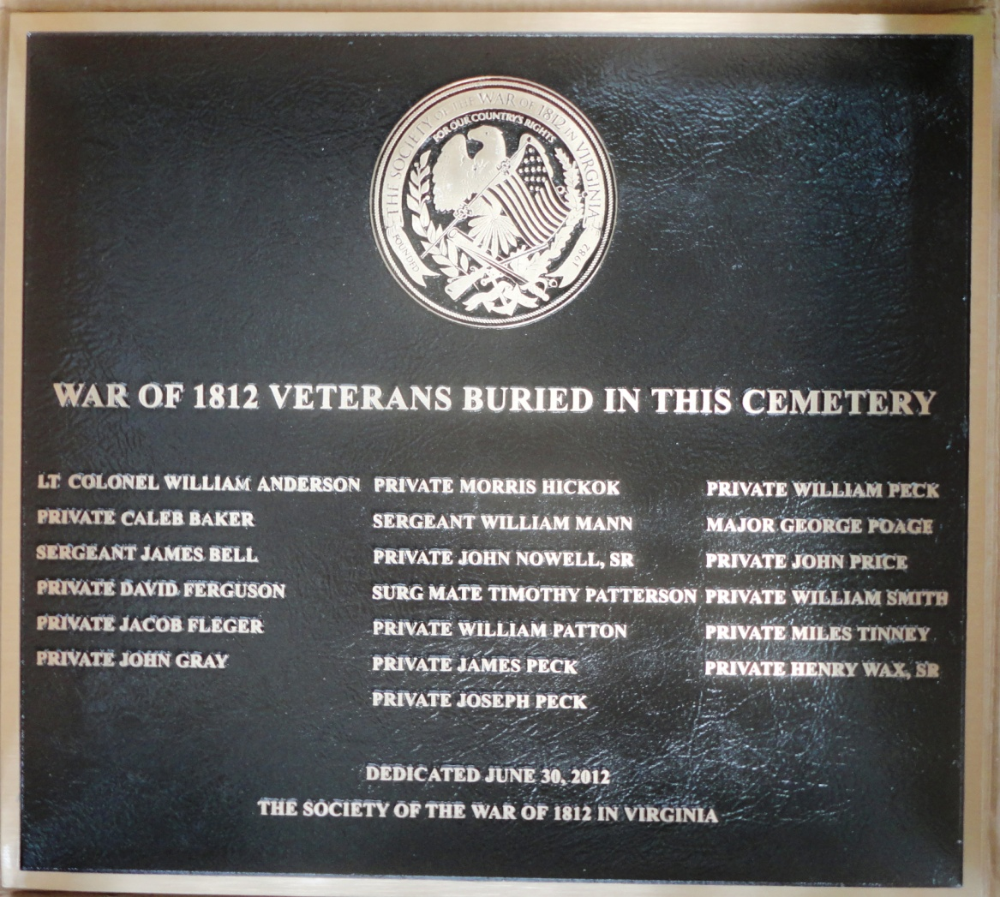 THE SOCIETY OF THE WAR OF 1812 IN VIRGINIA
FOR OUR COUNTRY'S RIGHTS
FOUNDED 1982
WAR OF 1812 VETERANS BURIED IN THIS CEMETERY
LT COLONEL WILLIAM ANDERSON
PRIVATE CALEB BAKER
SERGEANT JAMES BELL
PRIVATE DAVID FERGUSON
PRIVATE JACOB FLEGER
PRIVATE JOHN GRAY
PRIVATE MORRIS HICKOK
SERGEANT WILLIAM MANN
PRIVATE JOHN NOWELL, SR
SURG MATE TIMOTHY PATTERSON
PRIVATE WILLIAM PATTON
PRIVATE JAMES PECK
PRIVATE JOSEPH PECK
PRIVATE WILLIAM PECK
MAJOR GEORGE POAGE
PRIVATE JOHN PRICE
PRIVATE WILLIAM SMITH
PRIVATE MILES TINNEY
PRIVATE HENRY WAX, SR
DEDICATED JUNE 30, 2012
THE SOCIETY OF THE WAR OF 1812 IN VIRGINIA